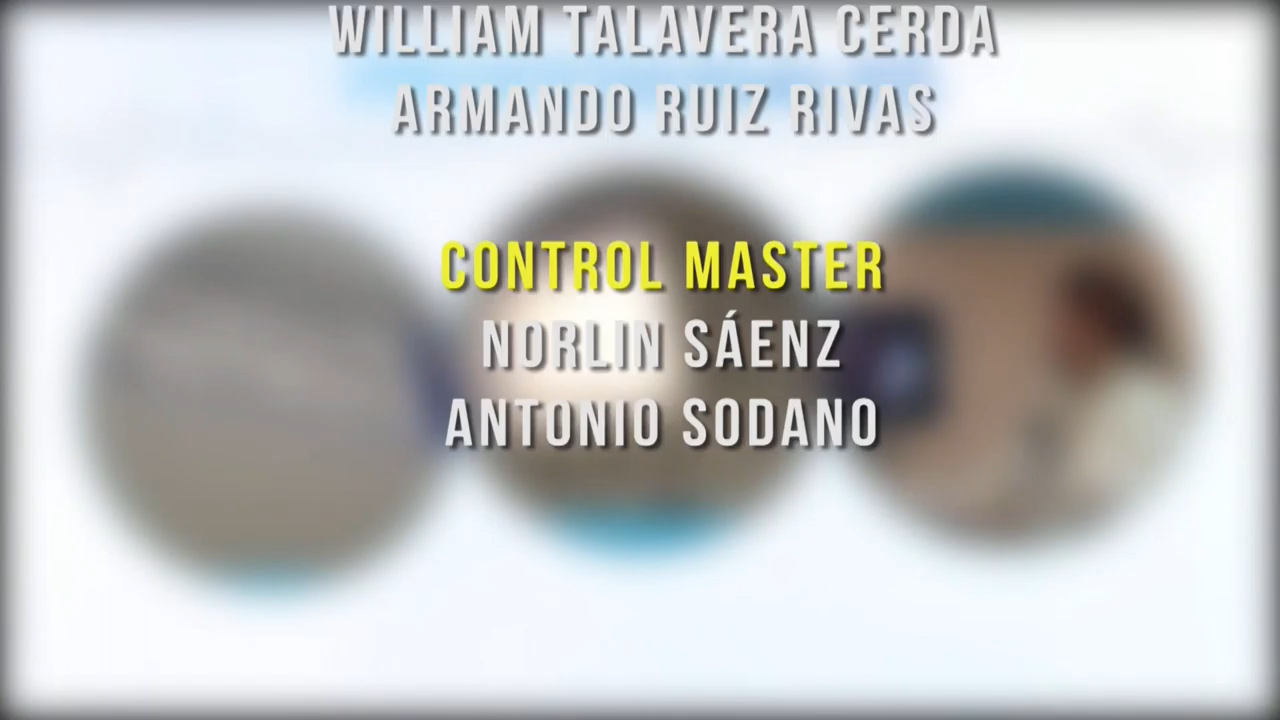 WILLIAM TALAVERA CERDA
ARMANDO RUIZ RIVAS
CONTROL MASTER
NORLIN SÁENZ
ANTONIO SODANO